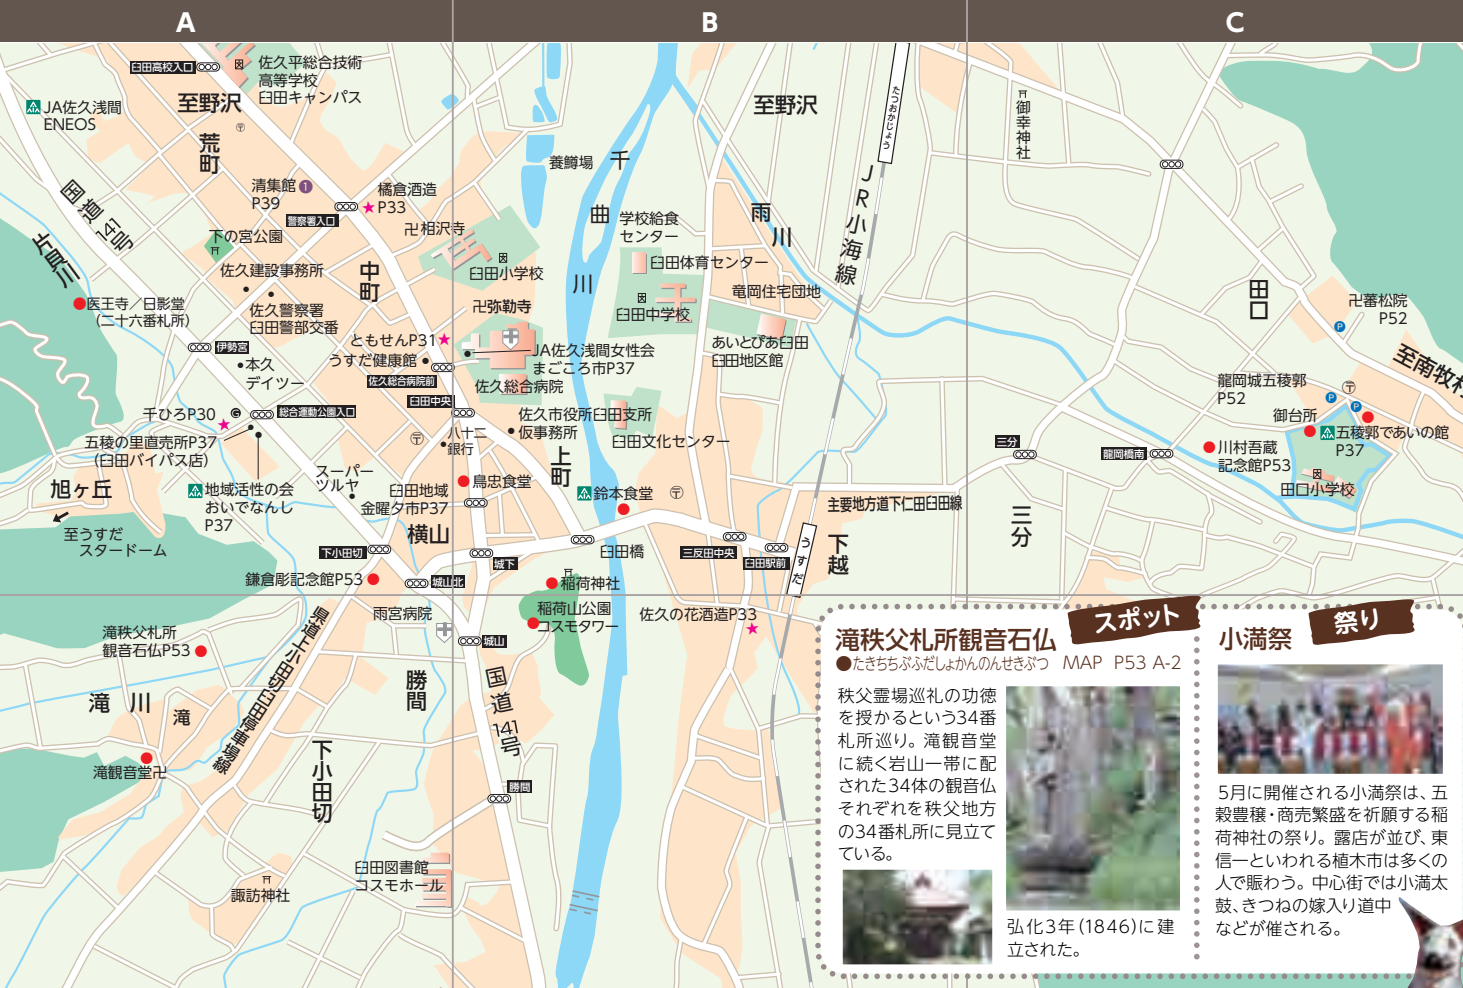 A
B
C
臼田高校入口
佐久平総合技術
高等学校
臼田キャンパス
JA佐久浅間
ENEOS
至野沢
荒町
国道141号
片貝川
清集館 1
P39
橘倉酒造
P33
警察署入口
下の宮公園
佐久建設事務所
中町
佐久警察署
臼田警部交番
医王寺／日影堂
(二十六番札所)
伊勢宮
本久
デイツー
ともせんP31
うすだ健康館
佐久総合病院前
臼田中央
千ひろP30
総合運動公園入口
五稜の里直売所P37
(臼田バイパス店)
旭ヶ丘
至うすだ
スタードーム
地域活性の会
おいでなんし
P37
スーパー
ツルヤ
八十二
銀行
臼田地域
金曜夕市P37
横山
下小田切
城山北
鎌倉彫記念館P53
雨宮病院
滝秩父札所
観音石仏P53
滝川
滝
滝観音堂卍
県道上小田切臼田停車場線
下小田切
勝間
諏訪神社
臼田図書館
コスモホール
養鱒場
千曲川
至野沢
学校給食
センター
雨川
JR小海線
たつおかじょう
卍相沢寺
臼田小学校
臼田体育センター
臼田中学校
竜岡住宅団地
あいとぴあ臼田
臼田地区館
卍弥勒寺
JA佐久浅間女性会
まごころ市P37
佐久総合病院
佐久市役所臼田支所
仮事務所
臼田文化センター
上町
鳥忠食堂
鈴本食堂
臼田橋
城下
三反田中央
臼田駅前
うすだ
下越
主要地方道下仁田臼田線
稲荷神社
稲荷山公園
コスモタワー
佐久の花酒造P33
城山
国道141号
勝間
御幸神社
田口
卍蕃松院
P52
至南牧村
龍岡城五稜郭
P52
御台所
五稜郭であいの館
P37
川村吾蔵
記念館P53
田口小学校
三分
龍岡橋南
三分
スポット
滝秩父札所観音石仏
●たきちちぶふだしょかんのんせきぶつ MAP P53 A-2
秩父霊場巡礼の功徳
を授かるという34番
札所巡り。滝観音堂
に続く岩山一帯に配
された34体の観音仏
それぞれを秩父地方
の34番札所に見立て
ている。
弘化3年(1846)に建
立された。
祭り
小満祭
5月に開催される小満祭は、五
穀豊穣・商売繁盛を祈願する稲
荷神社の祭り。露店が並び、東
信一といわれる植木市は多くの
人で賑わう。中心街では小満太
鼓、きつねの嫁入り道中
などが催される。